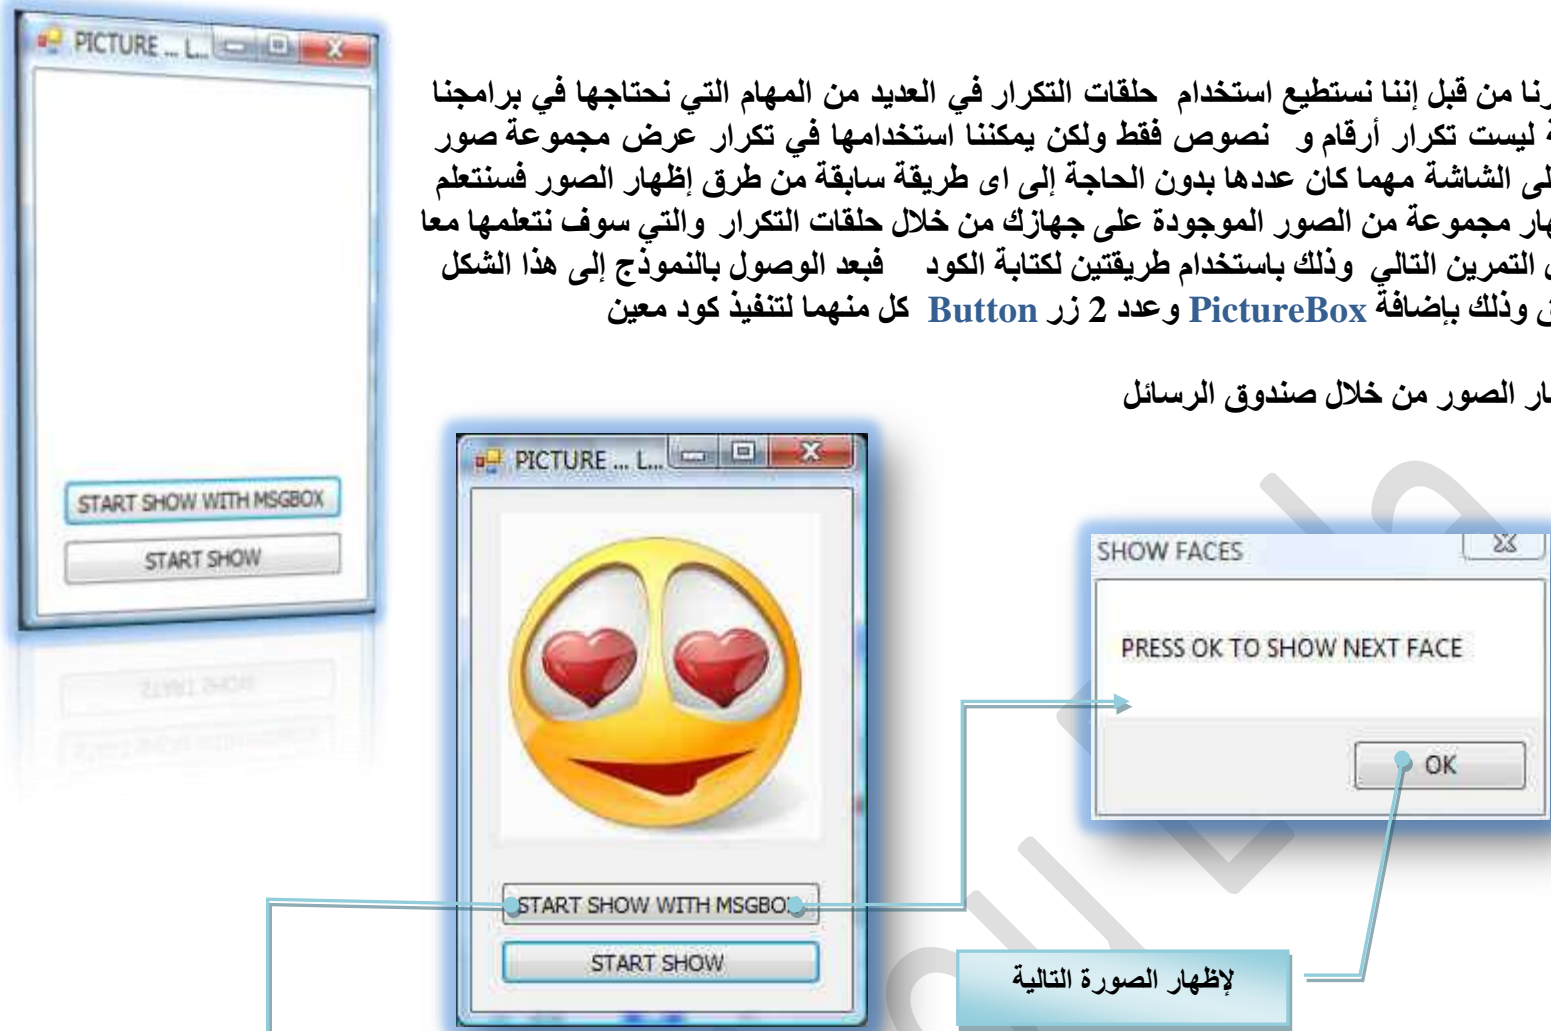 PICTURE ... L...
START SHOW WITH MSGBOX
START SHOW
رنا من قبل إننا نستطيع استخدام حلقات التكرار في العديد من المهام التي نحتاجها في برامجنا
ة ليست تكرار أرقام و نصوص فقط ولكن يمكننا استخدامها في تكرار عرض مجموعة صور
لى الشاشة مهما كان عددها بدون الحاجة إلى اى طريقة سابقة من طرق إظهار الصور فسنتعلم
هار مجموعة من الصور الموجودة على جهازك من خلال حلقات التكرار والتي سوف نتعلمها معا
التمرين التالي وذلك باستخدام طريقتين لكتابة الكود فبعد الوصول بالنموذج إلى هذا الشكل
ق وذلك بإضافة PictureBox وعدد 2 زر Button كل منهما لتنفيذ كود معين
ار الصور من خلال صندوق الرسائل
PICTURE ... L...
START SHOW WITH MSGBO
START SHOW
SHOW FACES
PRESS OK TO SHOW NEXT FACE
OK
لإظهار الصورة التالية